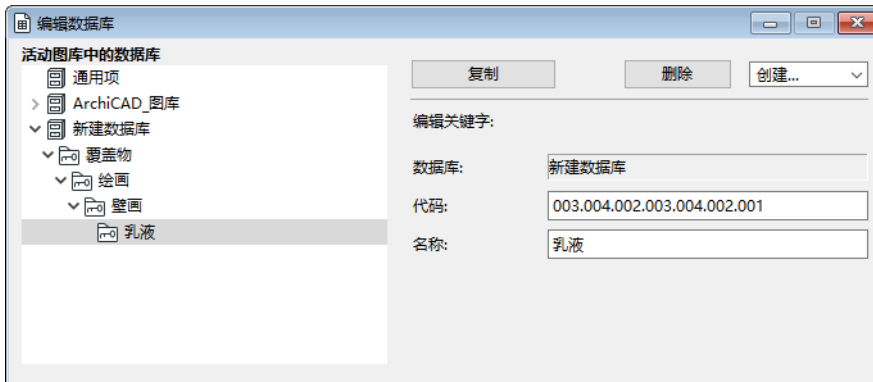 编辑数据库
活动图库中的数据库
通用项
ArchiCAD_图库
新建数据库
覆盖物
绘画
壁画
乳液
复制
删除
创建...
编辑关键字:
数据库:
新建数据库
代码:
003.004.002.003.004.002.001
名称:
乳液